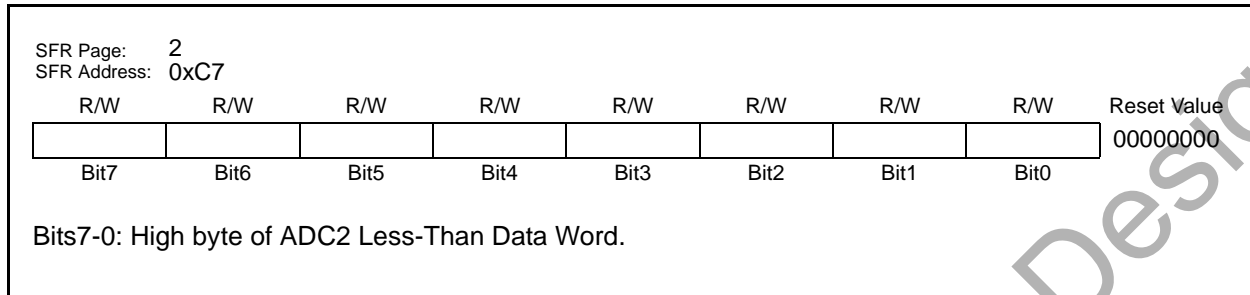 SFR Page: 2
SFR Address: 0xC7
R/W R/W R/W R/W R/W R/W R/W R/W Reset Value
00000000
Bit7 Bit6 Bit5 Bit4 Bit3 Bit2 Bit1 Bit0
Bits7-0: High byte of ADC2 Less-Than Data Word.